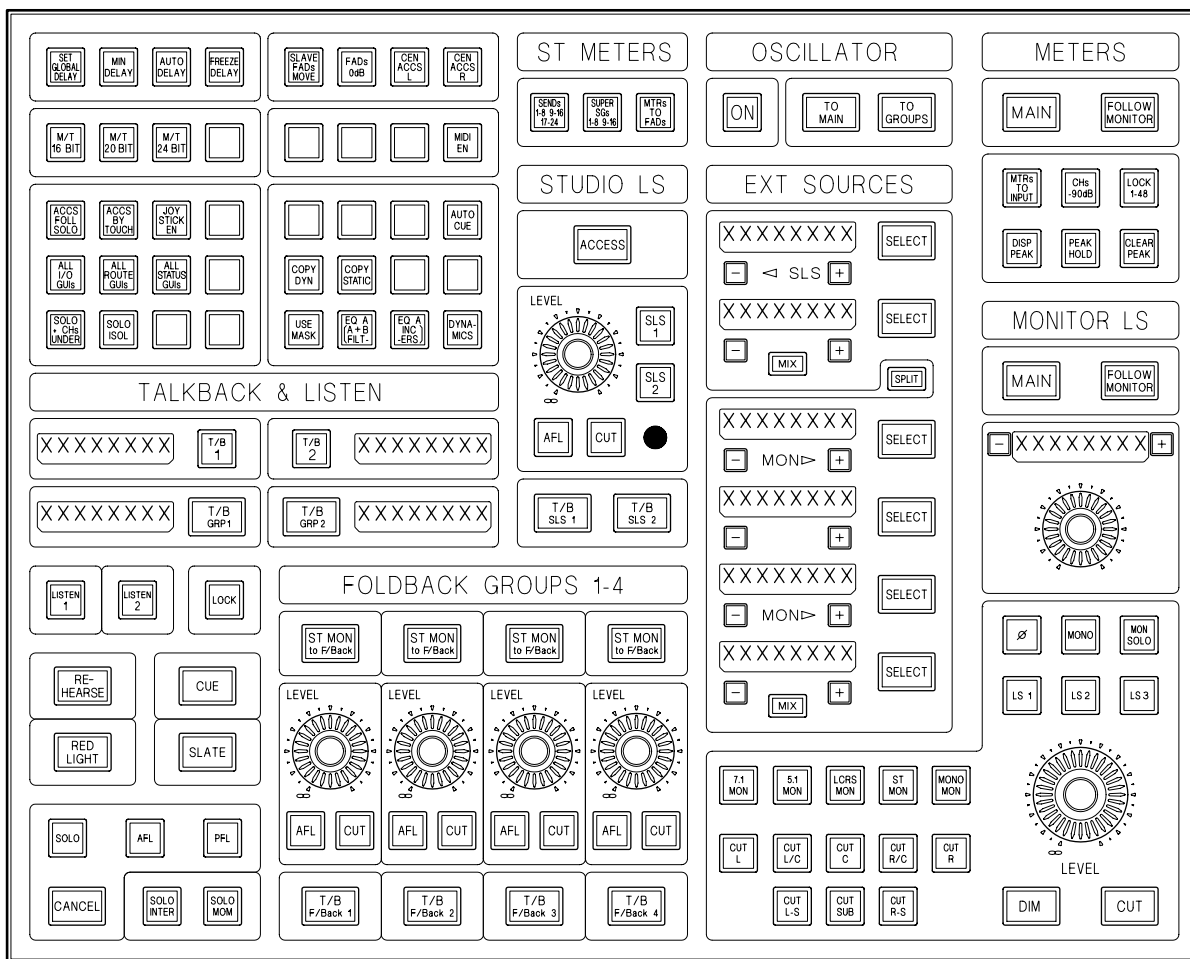 SET
GLOBAL
DELAY
MIN
DELAY
AUTO
DELAY
FREEZE
DELAY
SLAVE
FADs
MOVE
FADs
0dB
CEN
ACCS
L
CEN
ACCS
R
M/T
16 BIT
M/T
20 BIT
M/T
24 BIT
MIDI
EN
ACCS
FOLL
SOLO
ACCS
BY
TOUCH
JOY
STICK
EN
AUTO
CUE
ALL
I/O
GUIs
ALL
ROUTE
GUIs
ALL
STATUS
GUIs
COPY
DYN
COPY
STATIC
SOLO
+ CHs
UNDER
SOLO
ISOL
USE
MASK
EQ A
(A+B
FILT-
EQ A
INC )
-ERS
DYNA-
MICS
TALKBACK & LISTEN
XXXXXXXX
T/B
1
T/B
2
XXXXXXXX
XXXXXXXX
T/B
GRP1
T/B
GRP2
XXXXXXXX
LISTEN
1
LISTEN
2
LOCK
RE-
HEARSE
CUE
RED
LIGHT
SLATE
SOLO
AFL
PFL
CANCEL
SOLO
INTER
SOLO
MOM
FOLDBACK GROUPS 1-4
ST MON
to F/Back
ST MON
to F/Back
ST MON
to F/Back
ST MON
to F/Back
LEVEL
LEVEL
LEVEL
LEVEL
∞
∞
∞
∞
AFL
CUT
AFL
CUT
AFL
CUT
AFL
CUT
T/B
F/Back 1
T/B
F/Back 2
T/B
F/Back 3
T/B
F/Back 4
ST METERS
SENDs
1-8 9-16
17-24
SUPER
SGs
1-8 9-16
MTRs
TO
FADs
STUDIO LS
ACCESS
LEVEL
SLS
1
SLS
2
∞
AFL
CUT
T/B
SLS 1
T/B
SLS 2
OSCILLATOR
ON
TO
MAIN
TO
GROUPS
EXT SOURCES
XXXXXXXX
SELECT
− ◁ SLS +
XXXXXXXX
SELECT
− MIX +
SPLIT
XXXXXXXX
SELECT
− MON▷ +
XXXXXXXX
SELECT
− +
XXXXXXXX
SELECT
− MON▷ +
XXXXXXXX
SELECT
− MIX +
METERS
MAIN
FOLLOW
MONITOR
MTRs
TO
INPUT
CHs
-90dB
LOCK
1-48
DISP
PEAK
PEAK
HOLD
CLEAR
PEAK
MONITOR LS
MAIN
FOLLOW
MONITOR
− XXXXXXXX +
Ø
MONO
MON
SOLO
LS 1
LS 2
LS 3
7.1
MON
5.1
MON
LCRS
MON
ST
MON
MONO
MON
CUT
L
CUT
L/C
CUT
C
CUT
R/C
CUT
R
CUT
L-S
CUT
SUB
CUT
R-S
∞
LEVEL
DIM
CUT